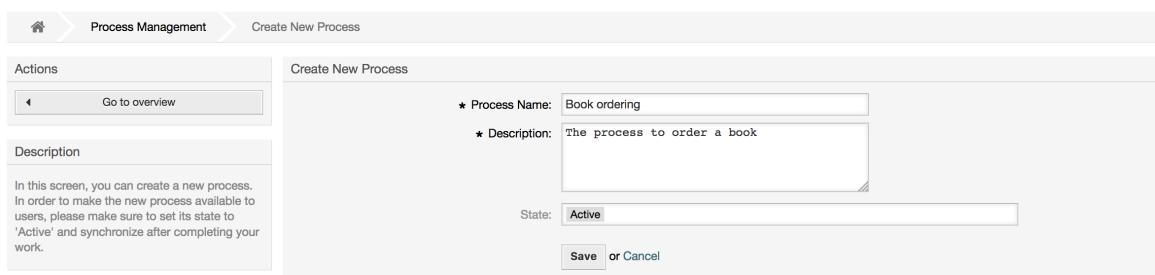 Process Management Create New Process
Actions
Go to overview
Description
In this screen, you can create a new process.
In order to make the new process available to
users, please make sure to set its state to
'Active' and synchronize after completing your
work.
Create New Process
* Process Name: Book ordering
* Description: The process to order a book
State: Active
Save or Cancel